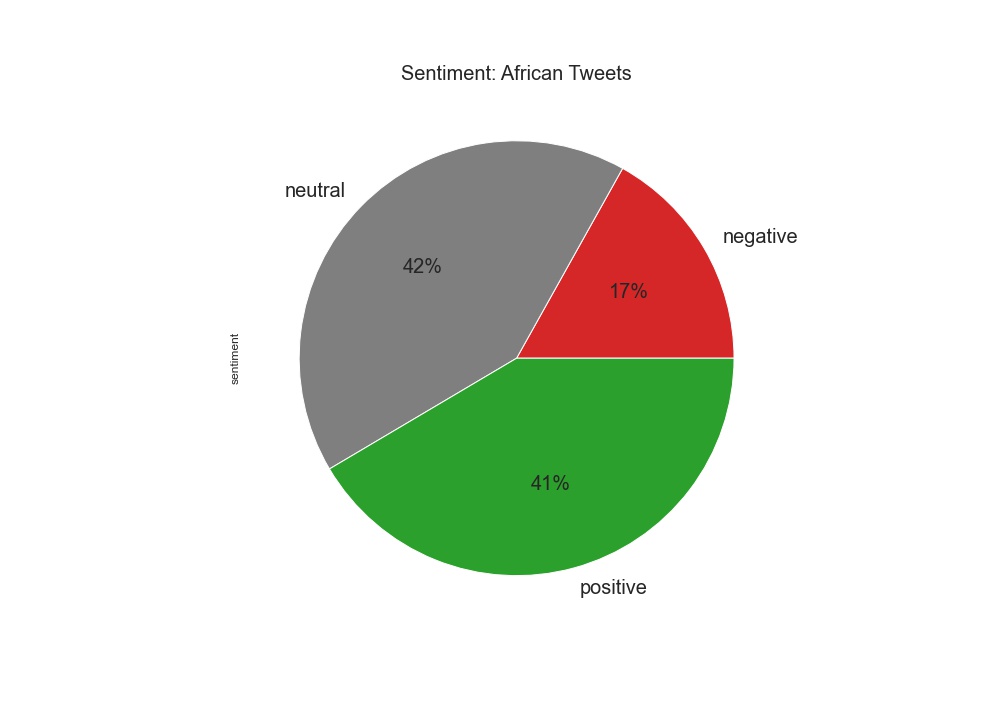 Sentiment: African Tweets
neutral
negative
42%
17%
sentiment
41%
positive